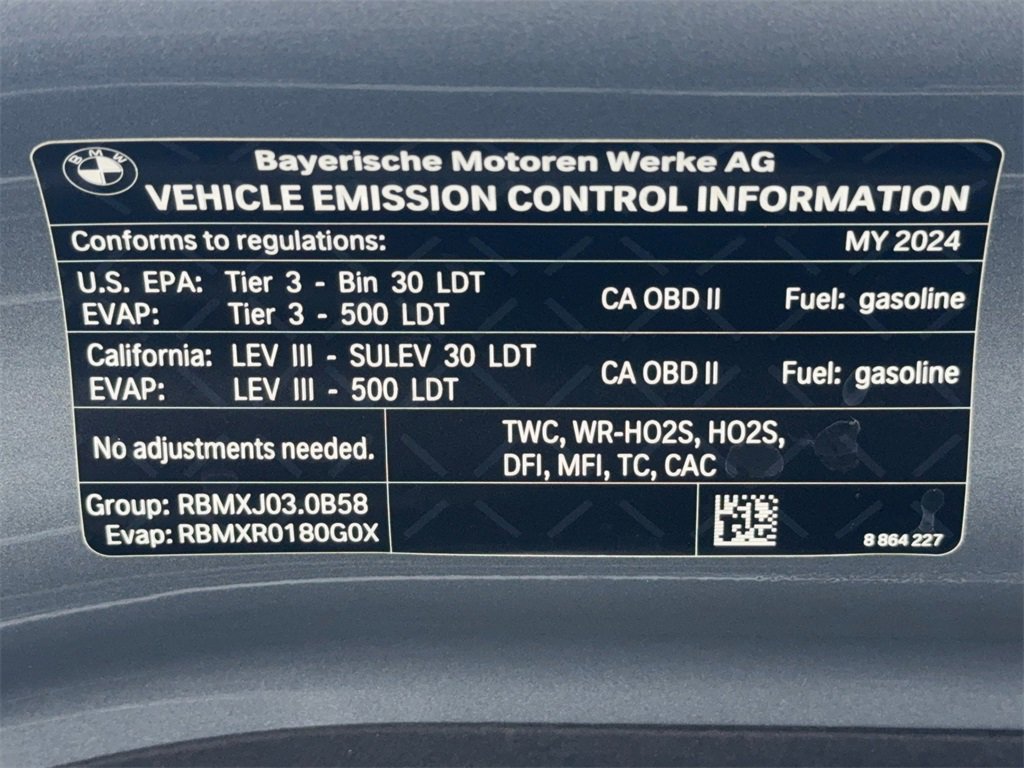 BMW
Bayerische Motoren Werke AG
VEHICLE EMISSION CONTROL INFORMATION
Conforms to regulations: MY 2024
U.S. EPA: Tier 3 - Bin 30 LDT CA OBD II Fuel: gasoline
EVAP: Tier 3 - 500 LDT
California: LEV III - SULEV 30 LDT CA OBD II Fuel: gasoline
EVAP: LEV III - 500 LDT
No adjustments needed.
TWC, WR-HO2S, HO2S,
DFI, MFI, TC, CAC
Group: RBMXJ03.0B58
Evap: RBMXR0180G0X
8 864 227